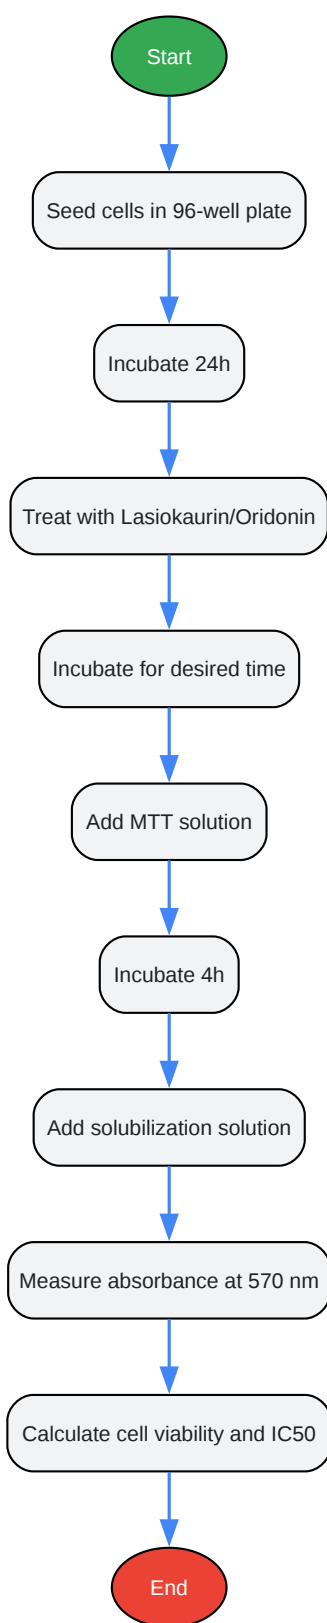 Start
Seed cells in 96-well plate
Incubate 24h
Treat with Lasiokaurin/Oridonin
Incubate for desired time
Add MTT solution
Incubate 4h
Add solubilization solution
Measure absorbance at 570 nm
Calculate cell viability and IC50
End